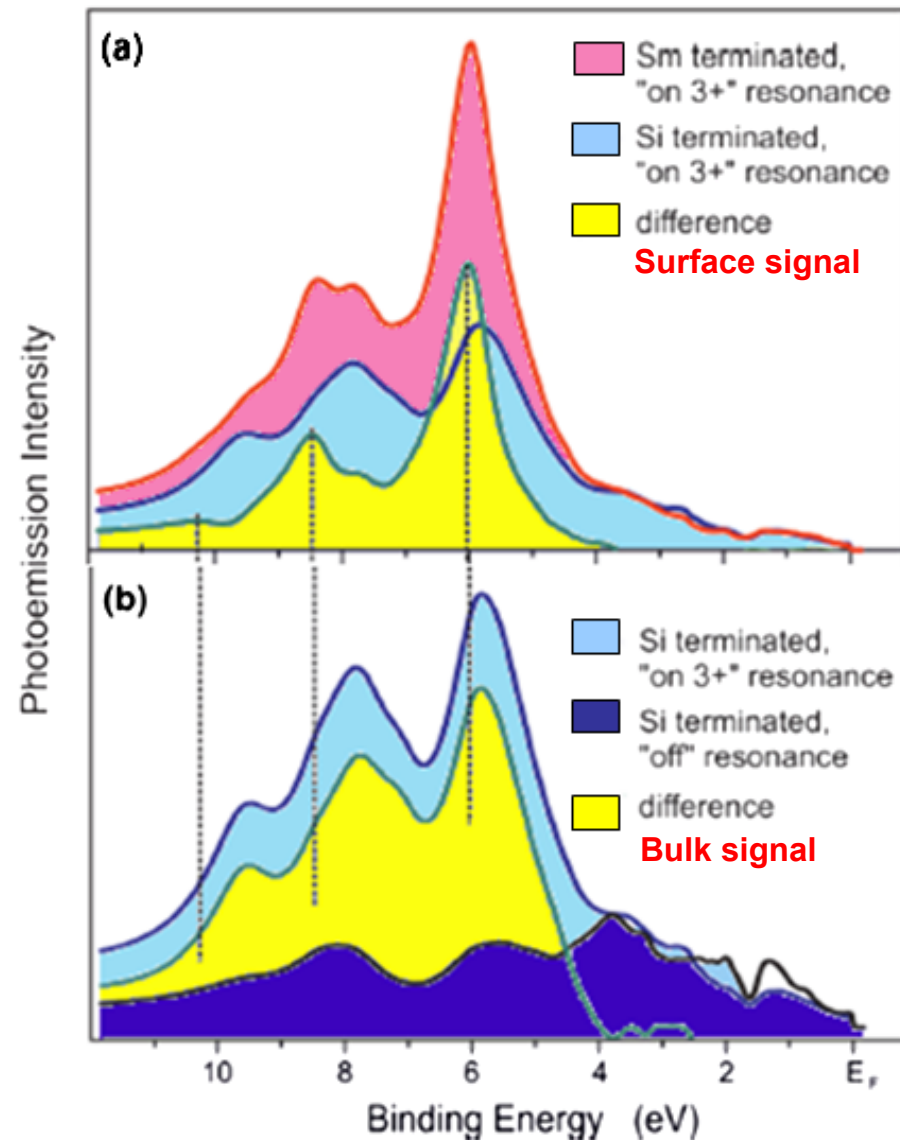 (a)
Sm terminated,
"on 3+" resonance
Si terminated,
"on 3+" resonance
difference
Surface signal
Photoemission Intensity
(b)
Si terminated,
"on 3+" resonance
Si terminated,
"off" resonance
difference
Bulk signal
10 8 6 4 2 E_F
Binding Energy (eV)